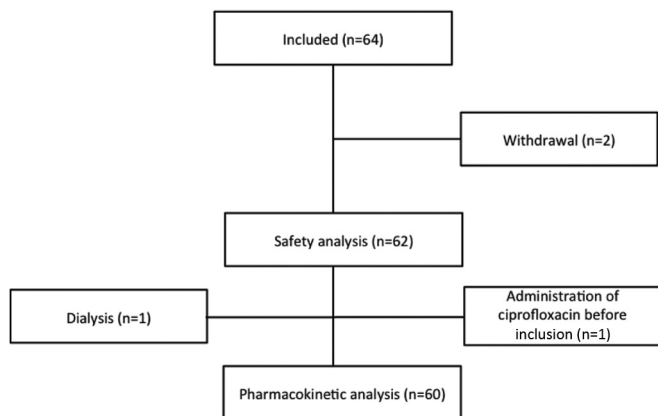 Included (n=64)
Withdrawal (n=2)
Safety analysis (n=62)
Dialysis (n=1)
Administration of
ciprofloxacin before
inclusion (n=1)
Pharmacokinetic analysis (n=60)